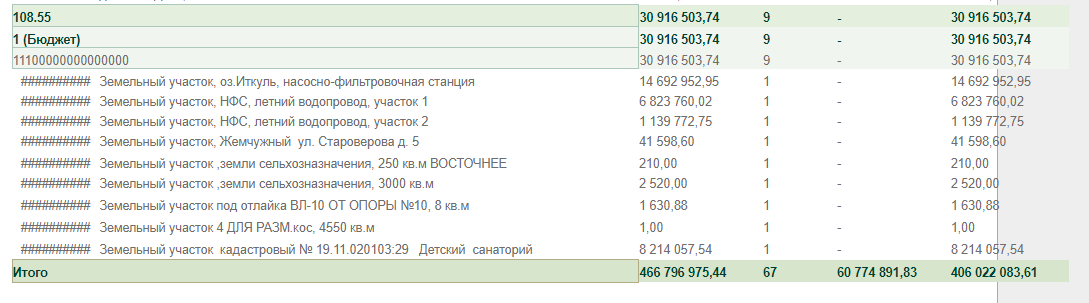 108.55 30 916 503,74 9 - 30 916 503,74
1 (Бюджет) 30 916 503,74 9 - 30 916 503,74
11100000000000000 30 916 503,74 9 - 30 916 503,74
########## Земельный участок, оз.Иткуль, насосно-фильтровочная станция 14 692 952,95 1 - 14 692 952,95
########## Земельный участок, НФС, летний водопровод, участок 1 6 823 760,02 1 - 6 823 760,02
########## Земельный участок, НФС, летний водопровод, участок 2 1 139 772,75 1 - 1 139 772,75
########## Земельный участок, Жемчужный ул. Староверова д. 5 41 598,60 1 - 41 598,60
########## Земельный участок ,земли сельхозназначения, 250 кв.м ВОСТОЧНЕЕ 210,00 1 - 210,00
########## Земельный участок ,земли сельхозназначения, 3000 кв.м 2 520,00 1 - 2 520,00
########## Земельный участок под отлайка ВЛ-10 ОТ ОПОРЫ №10, 8 кв.м 1 630,88 1 - 1 630,88
########## Земельный участок 4 ДЛЯ РАЗМ.кос, 4550 кв.м 1,00 1 - 1,00
########## Земельный участок кадастровый № 19.11.020103:29 Детский санаторий 8 214 057,54 1 - 8 214 057,54
Итого 466 796 975,44 67 60 774 891,83 406 022 083,61